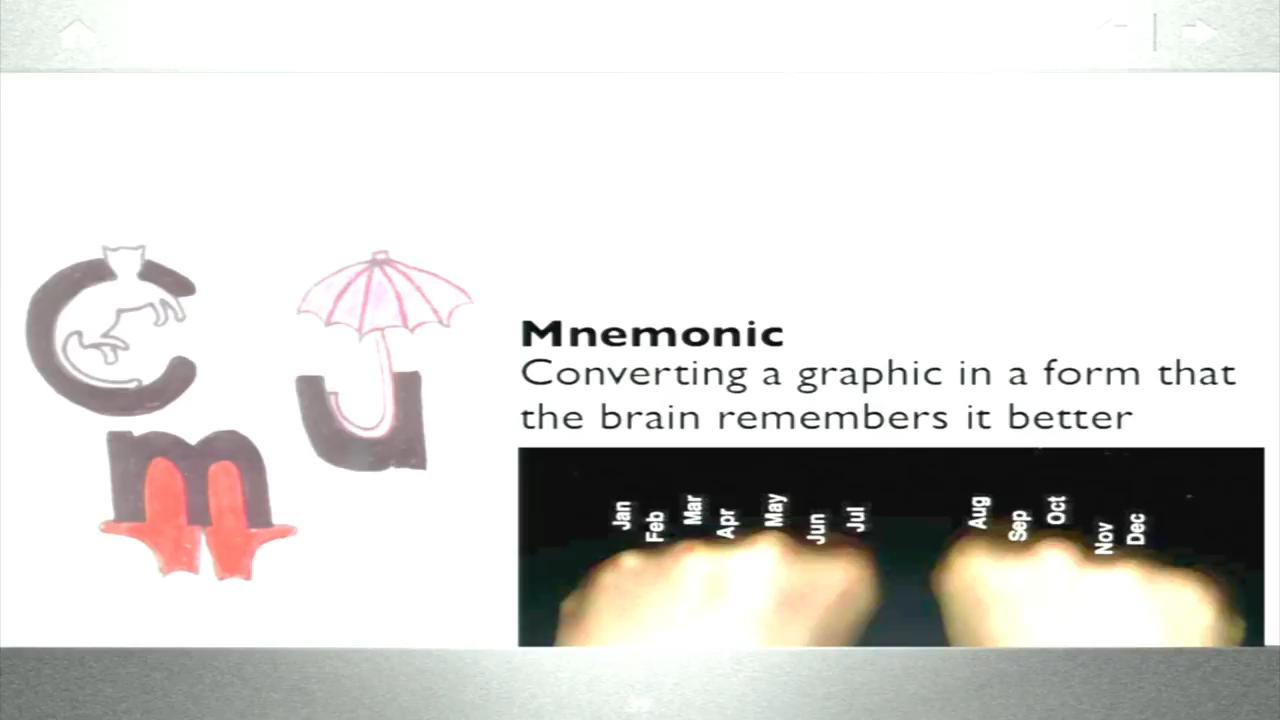 C
u
m
Mnemonic
Converting a graphic in a form that
the brain remembers it better
Jan
Feb
Mar
Apr
May
Jun
Jul
Aug
Sep
Oct
Nov
Dec